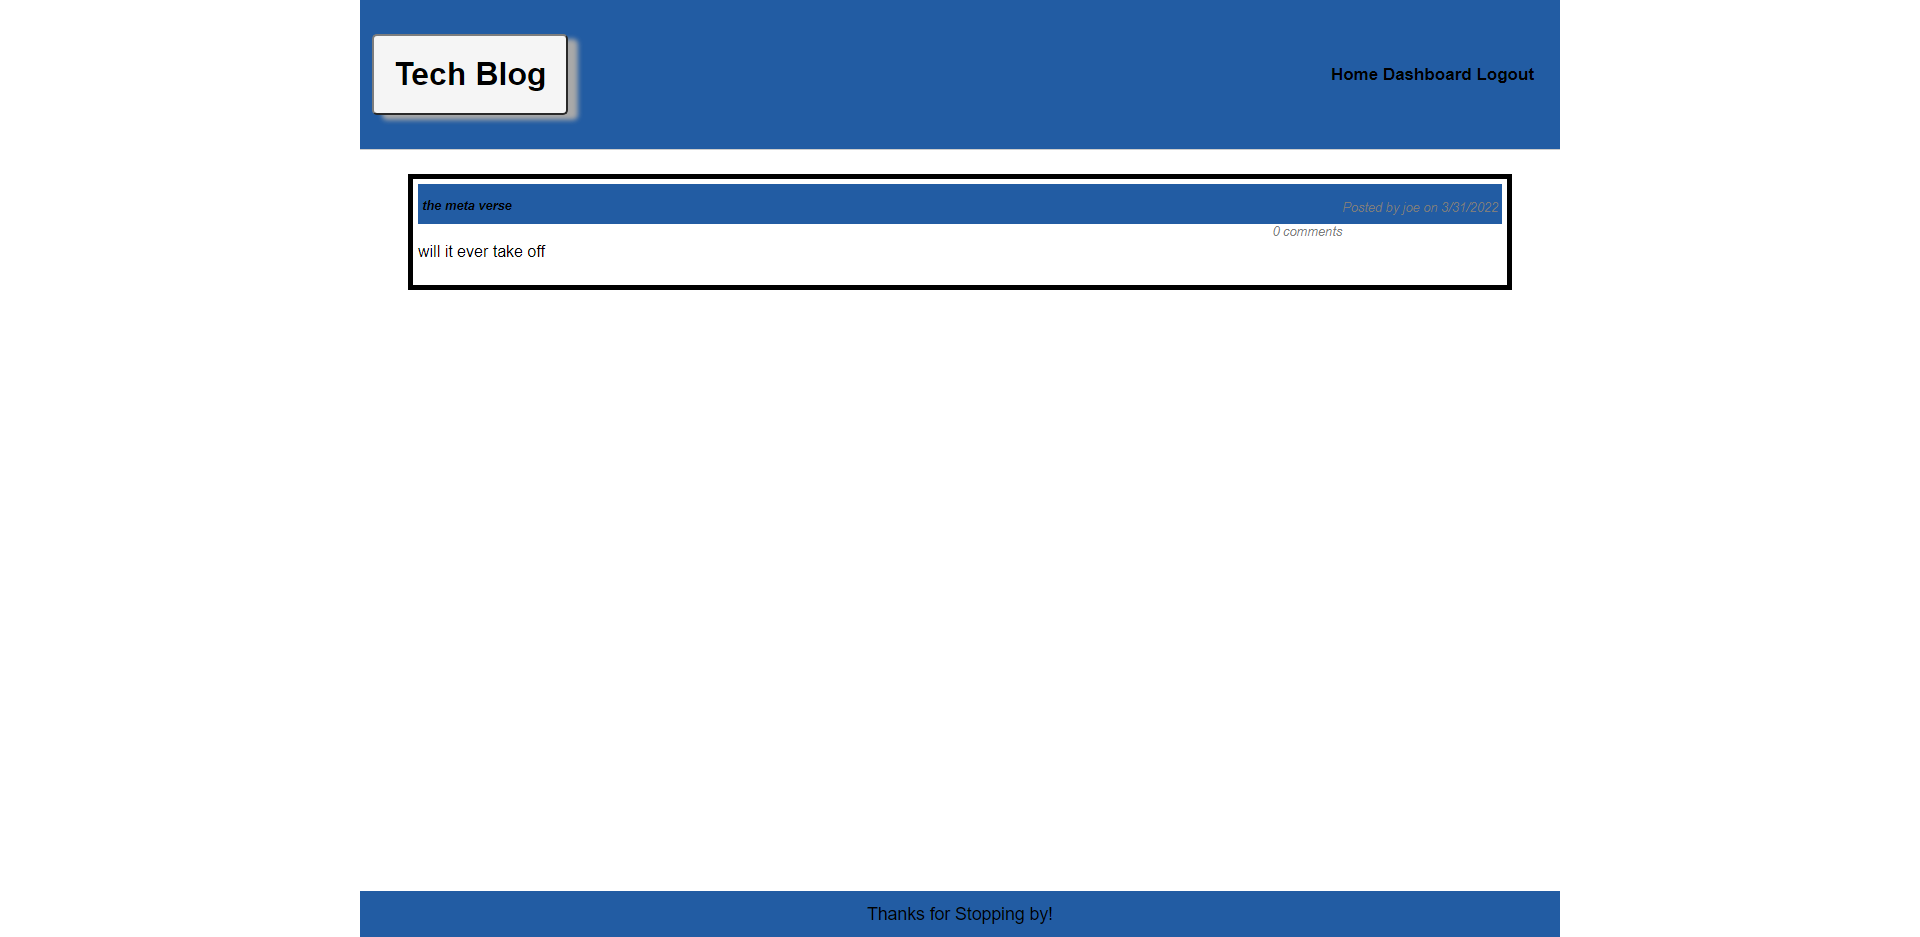 Tech Blog
Home Dashboard Logout
the meta verse
Posted by joe on 3/31/2022
0 comments
will it ever take off
Thanks for Stopping by!